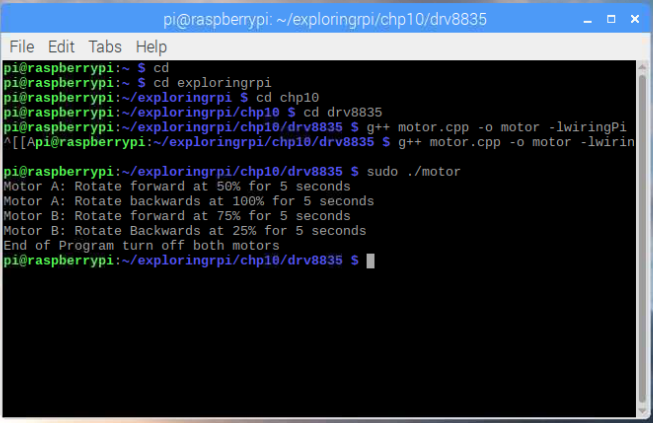 pi@raspberrypi: ~/exploringrpi/chp10/drv8835
File Edit Tabs Help
pi@raspberrypi:~ $ cd
pi@raspberrypi:~ $ cd exploringrpi
pi@raspberrypi:~/exploringrpi $ cd chp10
pi@raspberrypi:~/exploringrpi/chp10 $ cd drv8835
pi@raspberrypi:~/exploringrpi/chp10/drv8835 $ g++ motor.cpp -o motor -lwiringPi
^[[Api@raspberrypi:~/exploringrpi/chp10/drv8835 $ g++ motor.cpp -o motor -lwirin
pi@raspberrypi:~/exploringrpi/chp10/drv8835 $ sudo ./motor
Motor A: Rotate forward at 50% for 5 seconds
Motor A: Rotate backwards at 100% for 5 seconds
Motor B: Rotate forward at 75% for 5 seconds
Motor B: Rotate Backwards at 25% for 5 seconds
End of Program turn off both motors
pi@raspberrypi:~/exploringrpi/chp10/drv8835 $